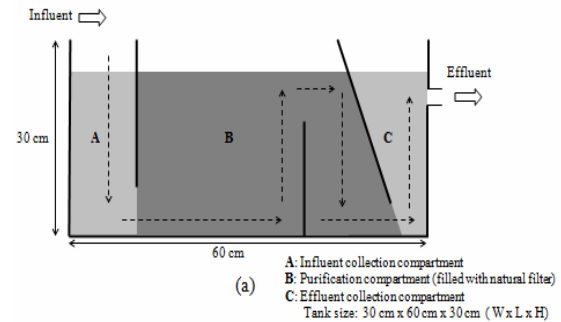 Influent
Effluent
30 cm
A
B
C
60 cm
A: Influent collection compartment
B: Purification compartment (filled with natural filter)
C: Effluent collection compartment
Tank size: 30 cm x 60 cm x 30 cm ( W x L x H)
(a)